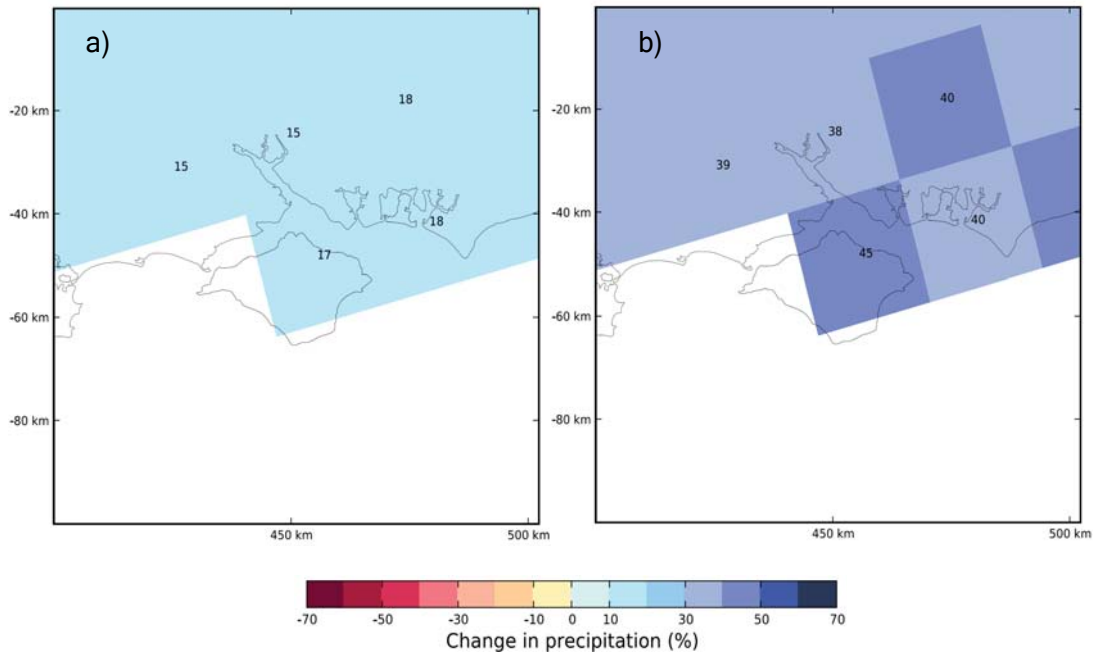 a)
18
15
15
18
17
-20 km
-40 km
-60 km
-80 km
450 km
500 km
b)
40
38
39
40
45
-20 km
-40 km
-60 km
-80 km
450 km
500 km
-70 -50 -30 -10 0 10 30 50 70
Change in precipitation (%)